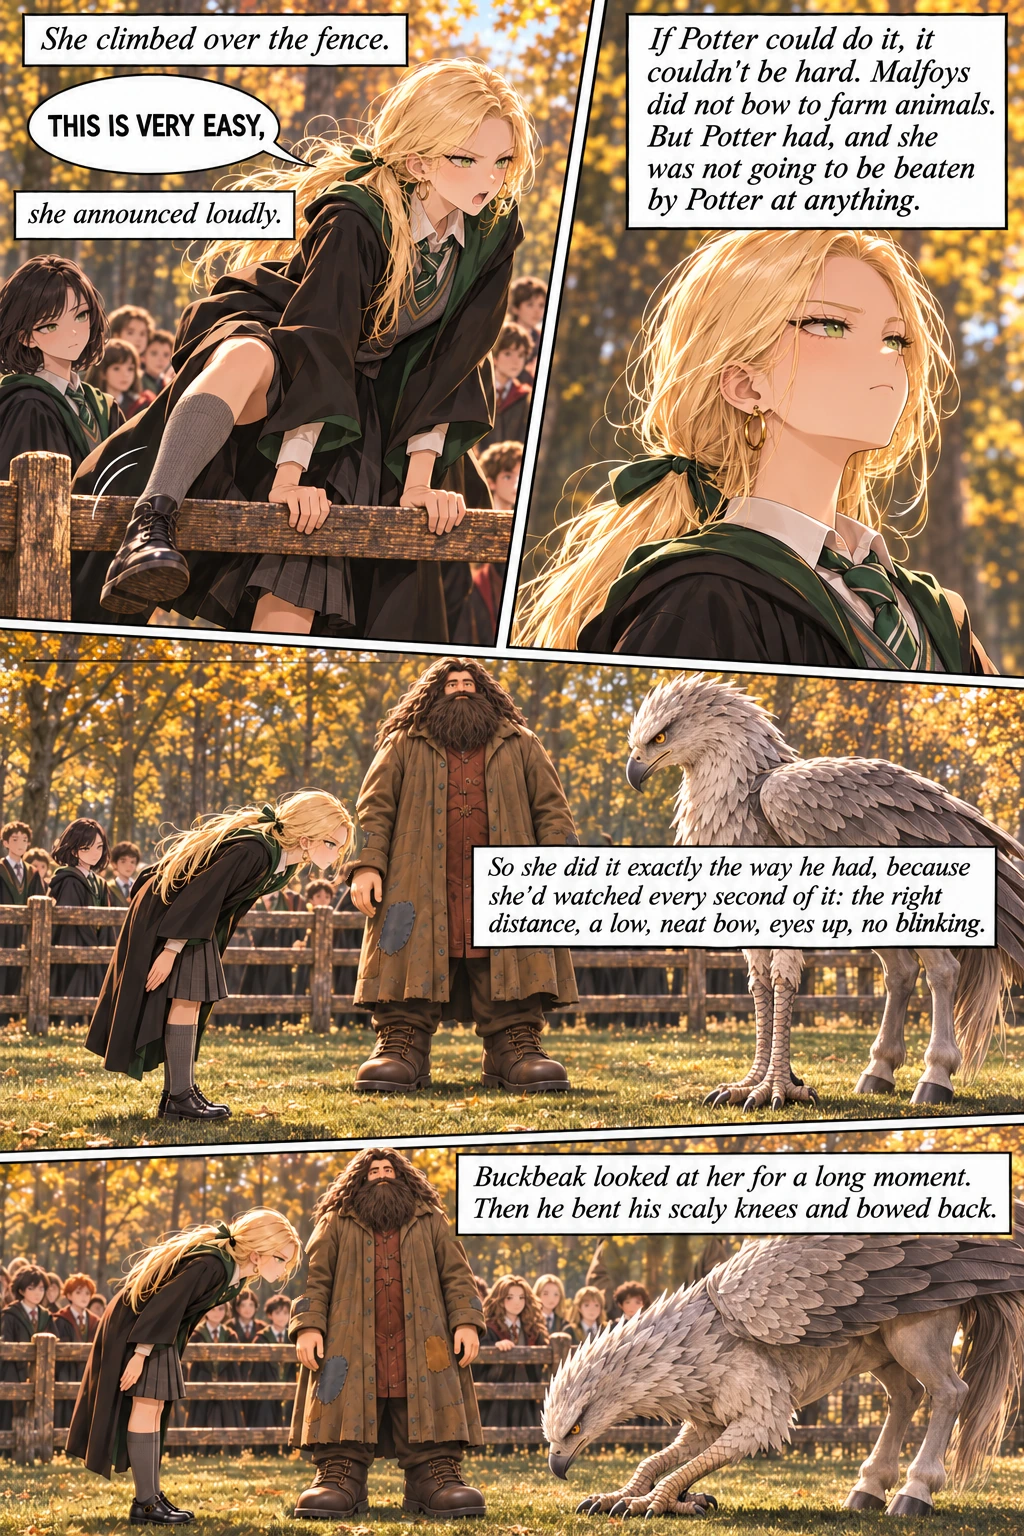 She climbed over the fence.
THIS IS VERY EASY,
she announced loudly.
If Potter could do it, it
couldn't be hard. Malfoys
did not bow to farm animals.
But Potter had, and she
was not going to be beaten
by Potter at anything.
So she did it exactly the way he had, because
she'd watched every second of it: the right
distance, a low, neat bow, eyes up, no blinking.
Buckbeak looked at her for a long moment.
Then he bent his scaly knees and bowed back.